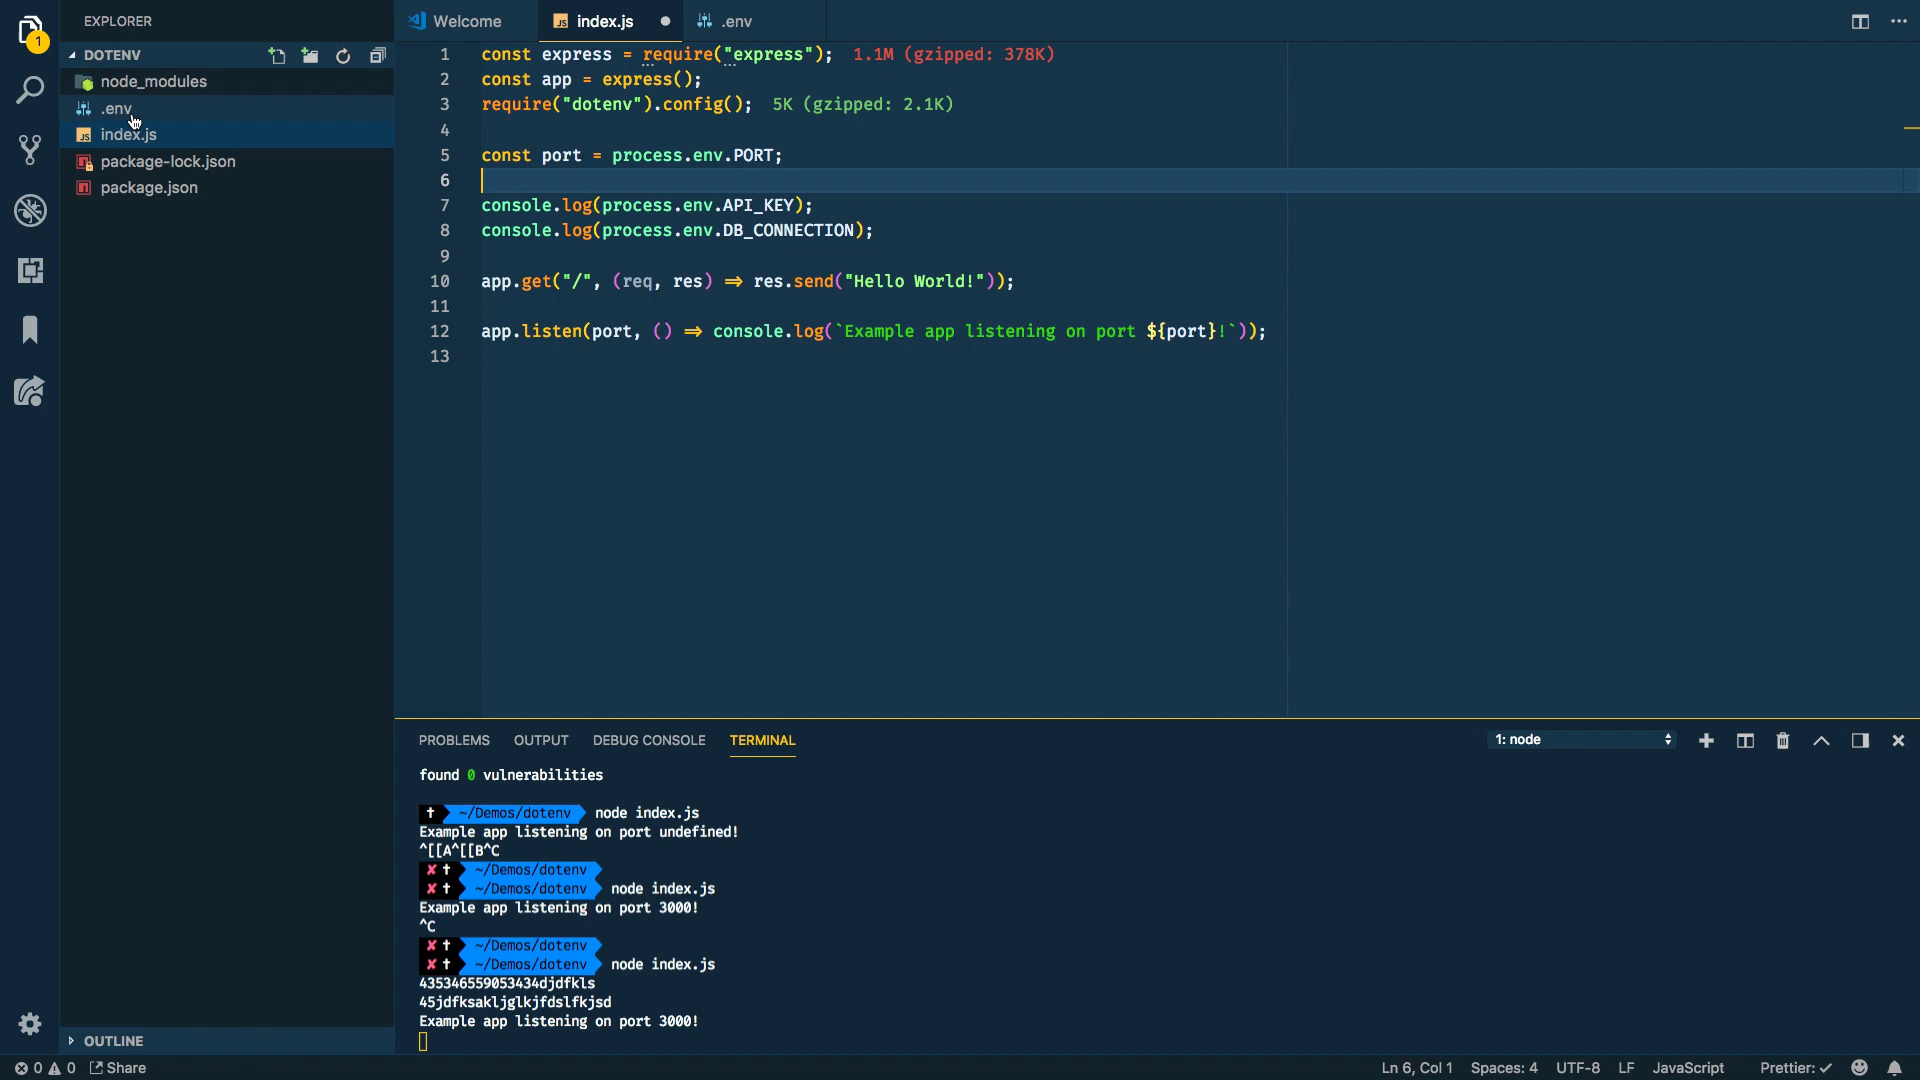 EXPLORER
DOTENV
node_modules
.env
index.js
package-lock.json
package.json
OUTLINE
1
Welcome
JS index.js
.env
1 const express = require("express"); 1.1M (gzipped: 378K)
2 const app = express();
3 require("dotenv").config(); 5K (gzipped: 2.1K)
4
5 const port = process.env.PORT;
6
7 console.log(process.env.API_KEY);
8 console.log(process.env.DB_CONNECTION);
9
10 app.get("/", (req, res) ⇒ res.send("Hello World!"));
11
12 app.listen(port, () ⇒ console.log(`Example app listening on port ${port}!`));
13
PROBLEMS OUTPUT DEBUG CONSOLE TERMINAL
1: node
found 0 vulnerabilities
† ~/Demos/dotenv node index.js
Example app listening on port undefined!
^[[A^[[B^C
✘ † ~/Demos/dotenv
✘ † ~/Demos/dotenv node index.js
Example app listening on port 3000!
^C
✘ † ~/Demos/dotenv
✘ † ~/Demos/dotenv node index.js
435346559053434djdfkls
45jdfksakljglkjfdslfkjsd
Example app listening on port 3000!
0 0 Share
Ln 6, Col 1 Spaces: 4 UTF-8 LF JavaScript Prettier: ✓